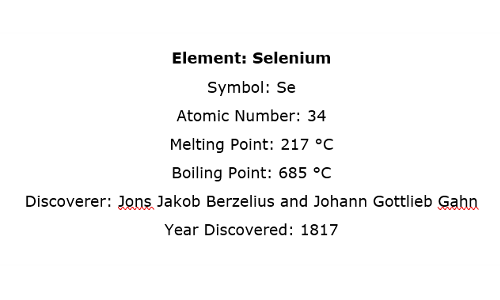 Element: Selenium
Symbol: Se
Atomic Number: 34
Melting Point: 217 °C
Boiling Point: 685 °C
Discoverer: Jons Jakob Berzelius and Johann Gottlieb Gahn
Year Discovered: 1817